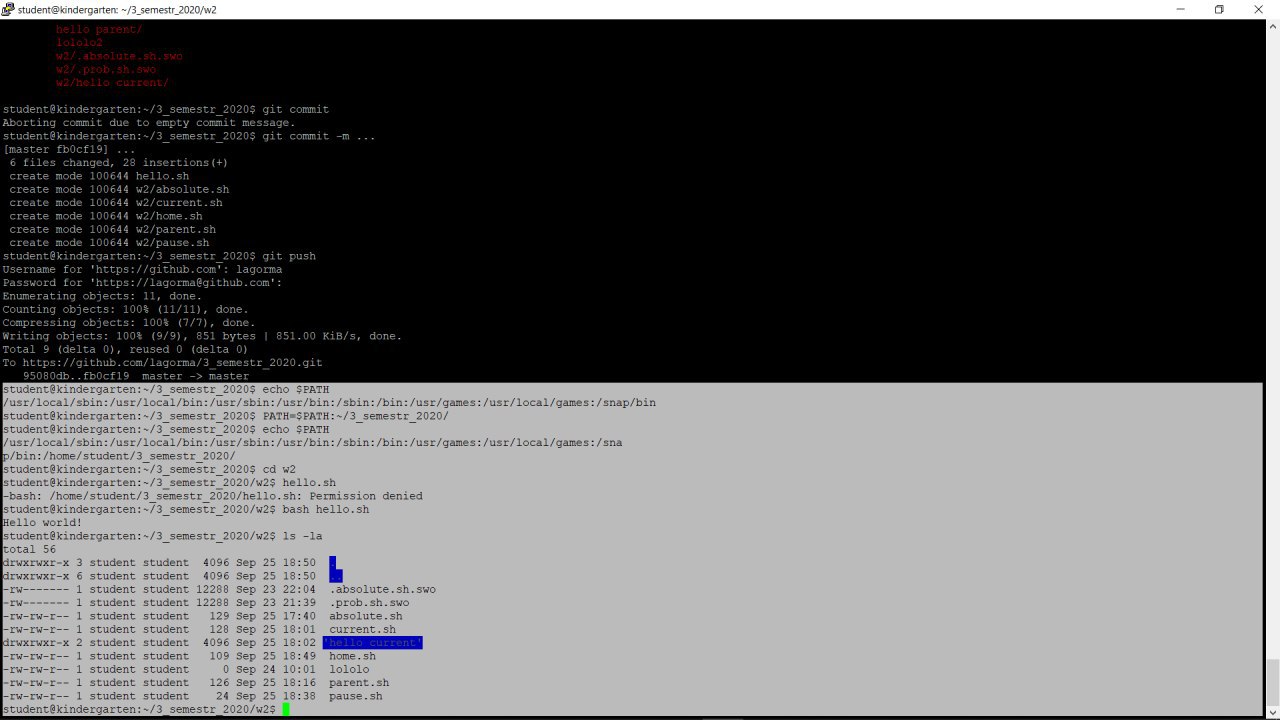 student@kindergarten: ~/3_semestr_2020/w2
hello parent/
lololo2
w2/.absolute.sh.swo
w2/.prob.sh.swo
w2/hello current/
student@kindergarten:~/3_semestr_2020$ git commit
Aborting commit due to empty commit message.
student@kindergarten:~/3_semestr_2020$ git commit -m ...
[master fb0cf19] ...
 6 files changed, 28 insertions(+)
 create mode 100644 hello.sh
 create mode 100644 w2/absolute.sh
 create mode 100644 w2/current.sh
 create mode 100644 w2/home.sh
 create mode 100644 w2/parent.sh
 create mode 100644 w2/pause.sh
student@kindergarten:~/3_semestr_2020$ git push
Username for 'https://github.com': lagorma
Password for 'https://lagorma@github.com':
Enumerating objects: 11, done.
Counting objects: 100% (11/11), done.
Compressing objects: 100% (7/7), done.
Writing objects: 100% (9/9), 851 bytes | 851.00 KiB/s, done.
Total 9 (delta 0), reused 0 (delta 0)
To https://github.com/lagorma/3_semestr_2020.git
   95080db..fb0cf19  master -> master
student@kindergarten:~/3_semestr_2020$ echo $PATH
/usr/local/sbin:/usr/local/bin:/usr/sbin:/usr/bin:/sbin:/bin:/usr/games:/usr/local/games:/snap/bin
student@kindergarten:~/3_semestr_2020$ PATH=$PATH:~/3_semestr_2020/
student@kindergarten:~/3_semestr_2020$ echo $PATH
/usr/local/sbin:/usr/local/bin:/usr/sbin:/usr/bin:/sbin:/bin:/usr/games:/usr/local/games:/sna
p/bin:/home/student/3_semestr_2020/
student@kindergarten:~/3_semestr_2020$ cd w2
student@kindergarten:~/3_semestr_2020/w2$ hello.sh
-bash: /home/student/3_semestr_2020/hello.sh: Permission denied
student@kindergarten:~/3_semestr_2020/w2$ bash hello.sh
Hello world!
student@kindergarten:~/3_semestr_2020/w2$ ls -la
total 56
drwxrwxr-x 3 student student  4096 Sep 25 18:50 .
drwxrwxr-x 6 student student  4096 Sep 25 18:50 ..
-rw------- 1 student student 12288 Sep 23 22:04 .absolute.sh.swo
-rw------- 1 student student 12288 Sep 23 21:39 .prob.sh.swo
-rw-rw-r-- 1 student student   129 Sep 25 17:40 absolute.sh
-rw-rw-r-- 1 student student   128 Sep 25 18:01 current.sh
drwxrwxr-x 2 student student  4096 Sep 25 18:02 'hello current'
-rw-rw-r-- 1 student student   109 Sep 25 18:49 home.sh
-rw-rw-r-- 1 student student     0 Sep 24 10:01 lololo
-rw-rw-r-- 1 student student   126 Sep 25 18:16 parent.sh
-rw-rw-r-- 1 student student    24 Sep 25 18:38 pause.sh
student@kindergarten:~/3_semestr_2020/w2$